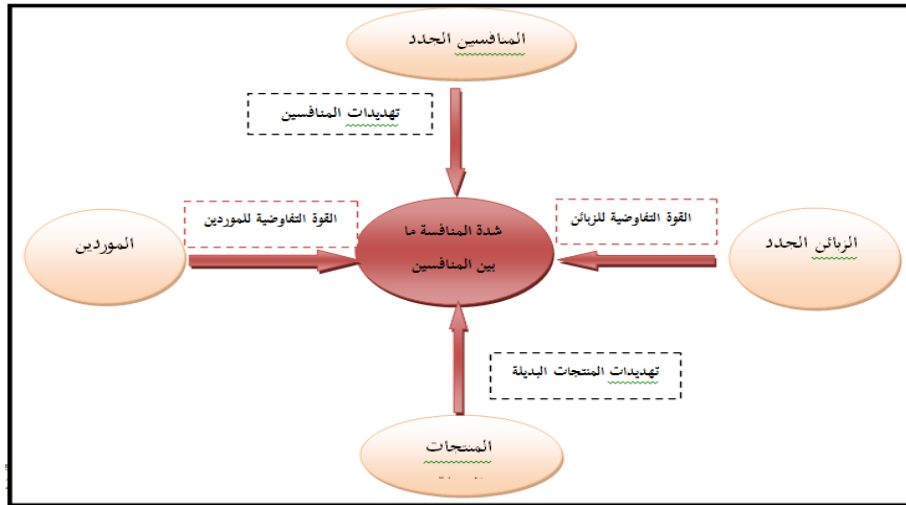 المنافسين الجدد
تهديدات المنافسين
القوة التفاوضية للزبائن
القوة التفاوضية للموردين
الزبائن الجدد
شدة المنافسة ما
بين المنافسين
الموردين
تهديدات المنتجات البديلة
المنتجات